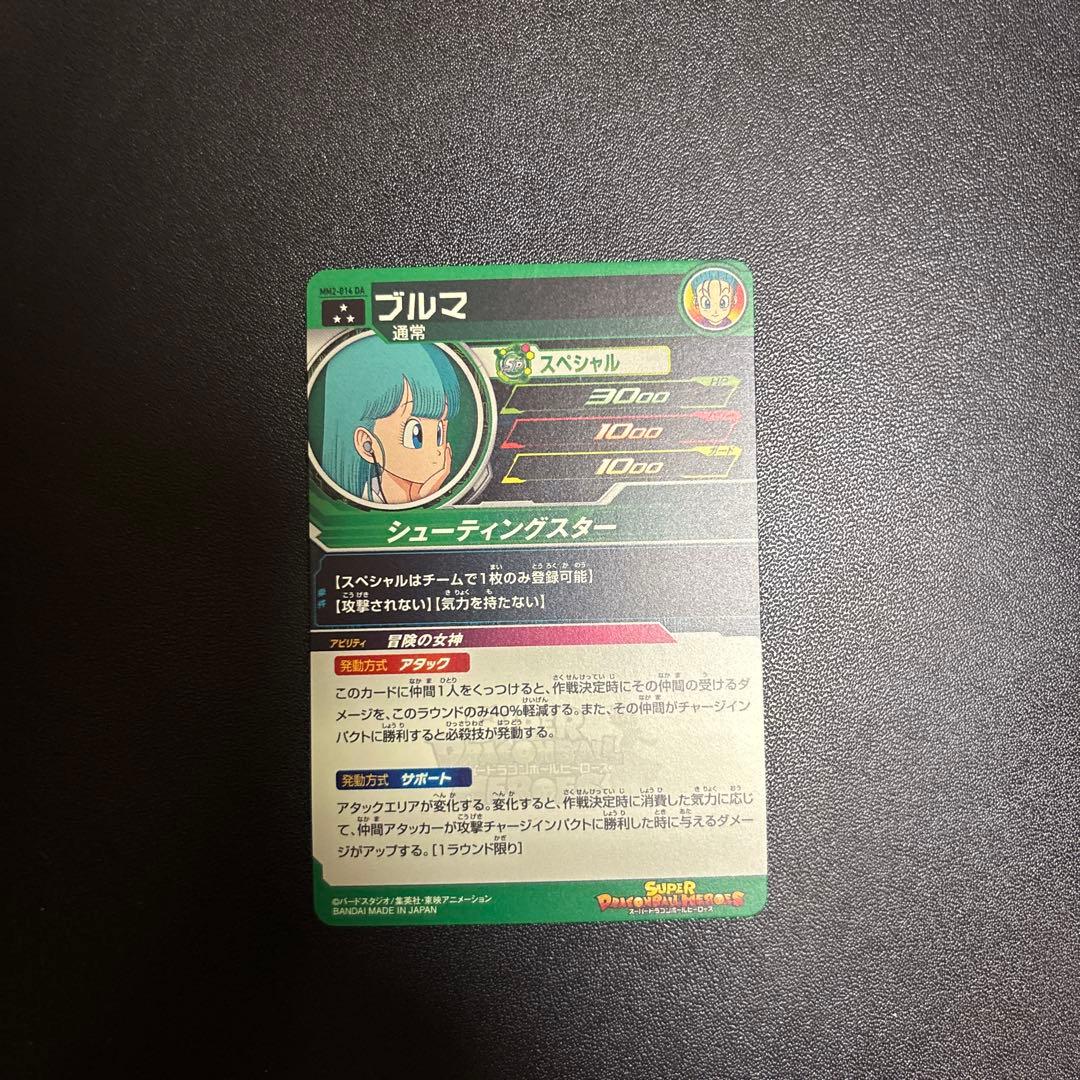 MM2-014 DA
ブルマ
通常
SP スペシャル
HP
3000
パワー
1000
ガード
1000
シューティングスター
【スペシャルはチームで1枚のみ登録可能】
【攻撃されない】【気力を持たない】
アビリティ 冒険の女神
発動方式 アタック
このカードに仲間1人をくっつけると、作戦決定時にその仲間の受けるダ
メージを、このラウンドのみ40%軽減する。また、その仲間がチャージイン
パクトに勝利すると必殺技が発動する。
発動方式 サポート
アタックエリアが変化する。変化すると、作戦決定時に消費した気力に応じ
て、仲間アタッカーが攻撃チャージインパクトに勝利した時に与えるダメー
ジがアップする。[1ラウンド限り]
©バードスタジオ/集英社・東映アニメーション
BANDAI MADE IN JAPAN
SUPER
DRAGONBALL HEROES
スーパードラゴンボールヒーローズ